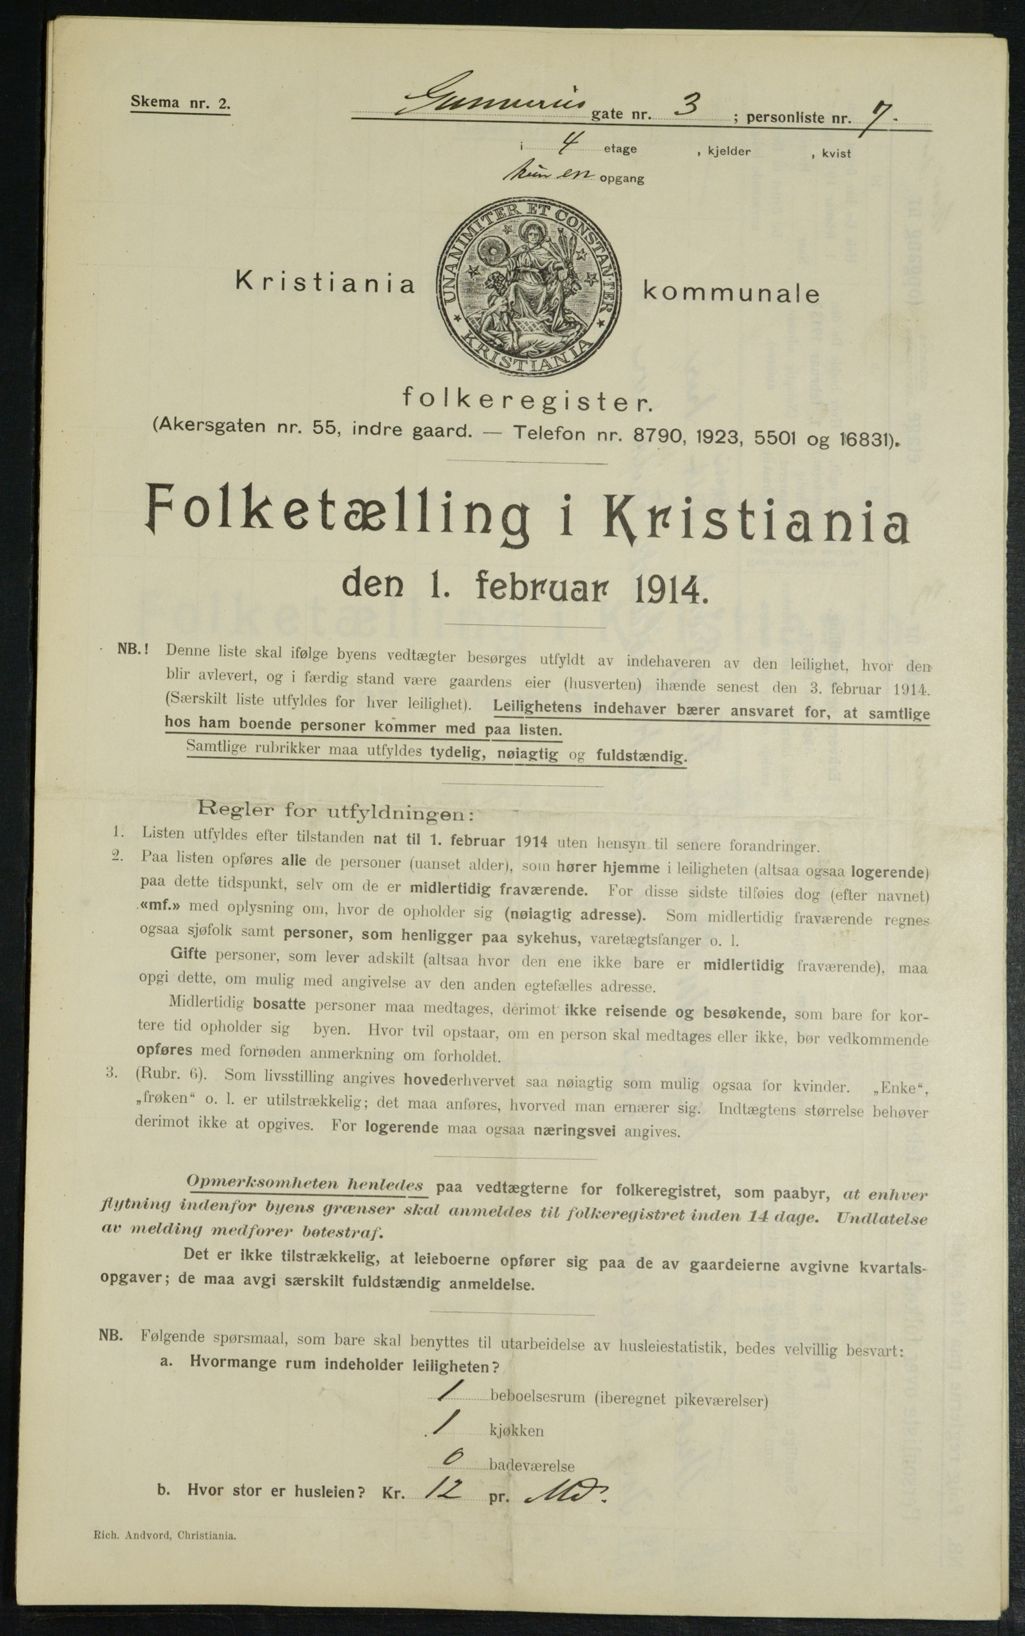 Skema nr. 2.
Gunnerus gate nr. 3 ; personliste nr. 7.
i 4 etage , kjelder , kvist
kun en opgang
UNANIMITER ET CONSTANTER
KRISTIANIA
Kristiania kommunale
folkeregister.
(Akersgaten nr. 55, indre gaard. — Telefon nr. 8790, 1923, 5501 og 16831).
Folketælling i Kristiania
den 1. februar 1914.
NB.! Denne liste skal ifølge byens vedtægter besørges utfyldt av indehaveren av den leilighet, hvor den
blir avlevert, og i færdig stand være gaardens eier (husverten) ihænde senest den 3. februar 1914.
(Særskilt liste utfyldes for hver leilighet). Leilighetens indehaver bærer ansvaret for, at samtlige
hos ham boende personer kommer med paa listen.
Samtlige rubrikker maa utfyldes tydelig, nøiagtig og fuldstændig.
Regler for utfyldningen:
1. Listen utfyldes efter tilstanden nat til 1. februar 1914 uten hensyn til senere forandringer.
2. Paa listen opføres alle de personer (uanset alder), som hører hjemme i leiligheten (altsaa ogsaa logerende)
paa dette tidspunkt, selv om de er midlertidig fraværende. For disse sidste tilføies dog (efter navnet)
«mf.» med oplysning om, hvor de opholder sig (nøiagtig adresse). Som midlertidig fraværende regnes
ogsaa sjøfolk samt personer, som henligger paa sykehus, varetægtsfanger o. l.
Gifte personer, som lever adskilt (altsaa hvor den ene ikke bare er midlertidig fraværende), maa
opgi dette, om mulig med angivelse av den anden egtefælles adresse.
Midlertidig bosatte personer maa medtages, derimot ikke reisende og besøkende, som bare for kor-
tere tid opholder sig i byen. Hvor tvil opstaar, om en person skal medtages eller ikke, bør vedkommende
opføres med fornøden anmerkning om forholdet.
3. (Rubr. 6). Som livsstilling angives hovederhvervet saa nøiagtig som mulig ogsaa for kvinder. „Enke“,
„frøken“ o. l. er utilstrækkelig; det maa anføres, hvorved man ernærer sig. Indtægtens størrelse behøver
derimot ikke at opgives. For logerende maa ogsaa næringsvei angives.
Opmerksomheten henledes paa vedtægterne for folkeregistret, som paabyr, at enhver
flytning indenfor byens grænser skal anmeldes til folkeregistret inden 14 dage. Undlatelse
av melding medfører bøtestraf.
Det er ikke tilstrækkelig, at leieboerne opfører sig paa de av gaardeierne avgivne kvartals-
opgaver; de maa avgi særskilt fuldstændig anmeldelse.
NB. Følgende spørsmaal, som bare skal benyttes til utarbeidelse av husleiestatistik, bedes velvillig besvart:
a. Hvormange rum indeholder leiligheten?
1 beboelsesrum (iberegnet pikeværelser)
1 kjøkken
0 badeværelse
b. Hvor stor er husleien? Kr. 12 pr. Md.
Rich. Andvord, Christiania.